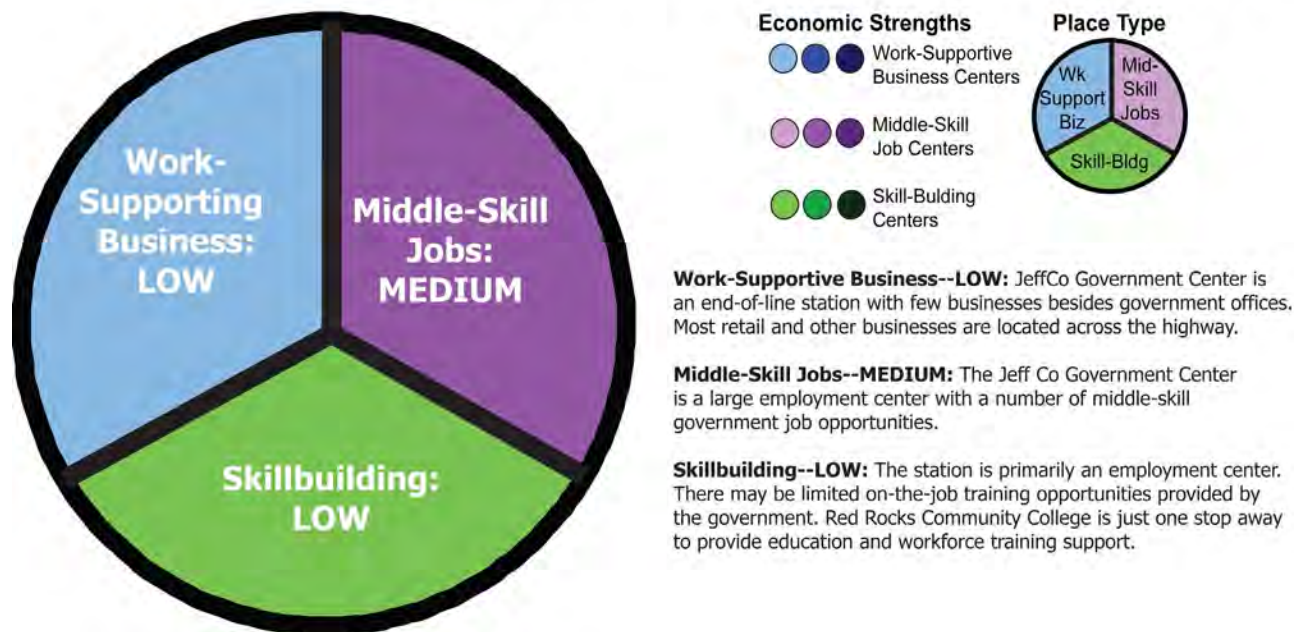 Work-
Supporting
Business:
LOW
Middle-Skill
Jobs:
MEDIUM
Skillbuilding:
LOW
Economic Strengths
Work-Supportive
Business Centers
Middle-Skill
Job Centers
Skill-Bulding
Centers
Place Type
Wk
Support
Biz
Mid-
Skill
Jobs
Skill-Bldg
Work-Supportive Business--LOW: JeffCo Government Center is
an end-of-line station with few businesses besides government offices.
Most retail and other businesses are located across the highway.
Middle-Skill Jobs--MEDIUM: The Jeff Co Government Center
is a large employment center with a number of middle-skill
government job opportunities.
Skillbuilding--LOW: The station is primarily an employment center.
There may be limited on-the-job training opportunities provided by
the government. Red Rocks Community College is just one stop away
to provide education and workforce training support.